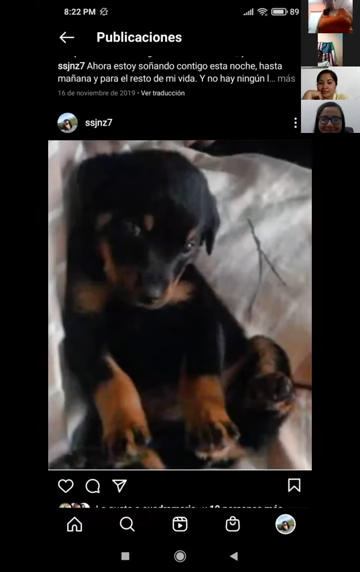 8:22 PM
89
Publicaciones
ssjnz7 Ahora estoy soñando contigo esta noche, hasta
mañana y para el resto de mi vida. Y no hay ningún l... más
16 de noviembre de 2019 • Ver traducción
ssjnz7